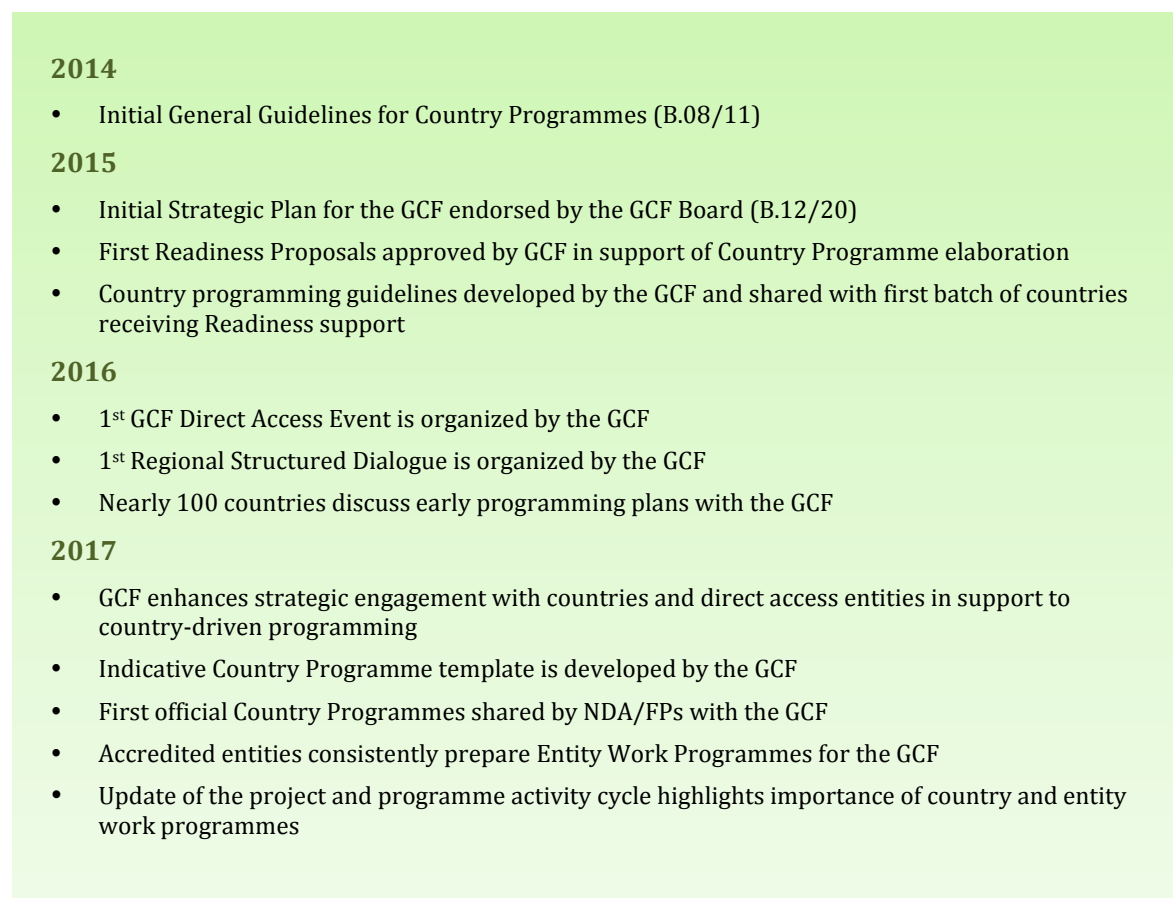 2014
• Initial General Guidelines for Country Programmes (B.08/11)
2015
• Initial Strategic Plan for the GCF endorsed by the GCF Board (B.12/20)
• First Readiness Proposals approved by GCF in support of Country Programme elaboration
• Country programming guidelines developed by the GCF and shared with first batch of countries
receiving Readiness support
2016
• 1st GCF Direct Access Event is organized by the GCF
• 1st Regional Structured Dialogue is organized by the GCF
• Nearly 100 countries discuss early programming plans with the GCF
2017
• GCF enhances strategic engagement with countries and direct access entities in support to
country-driven programming
• Indicative Country Programme template is developed by the GCF
• First official Country Programmes shared by NDA/FPs with the GCF
• Accredited entities consistently prepare Entity Work Programmes for the GCF
• Update of the project and programme activity cycle highlights importance of country and entity
work programmes